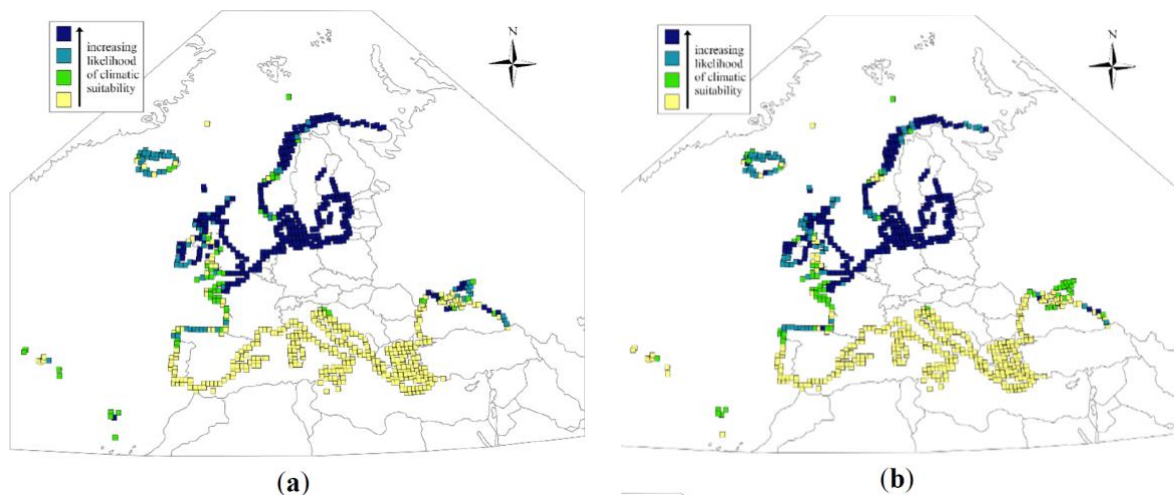 increasing
likelihood
of climatic
suitability
N
increasing
likelihood
of climatic
suitability
N
(a)
(b)